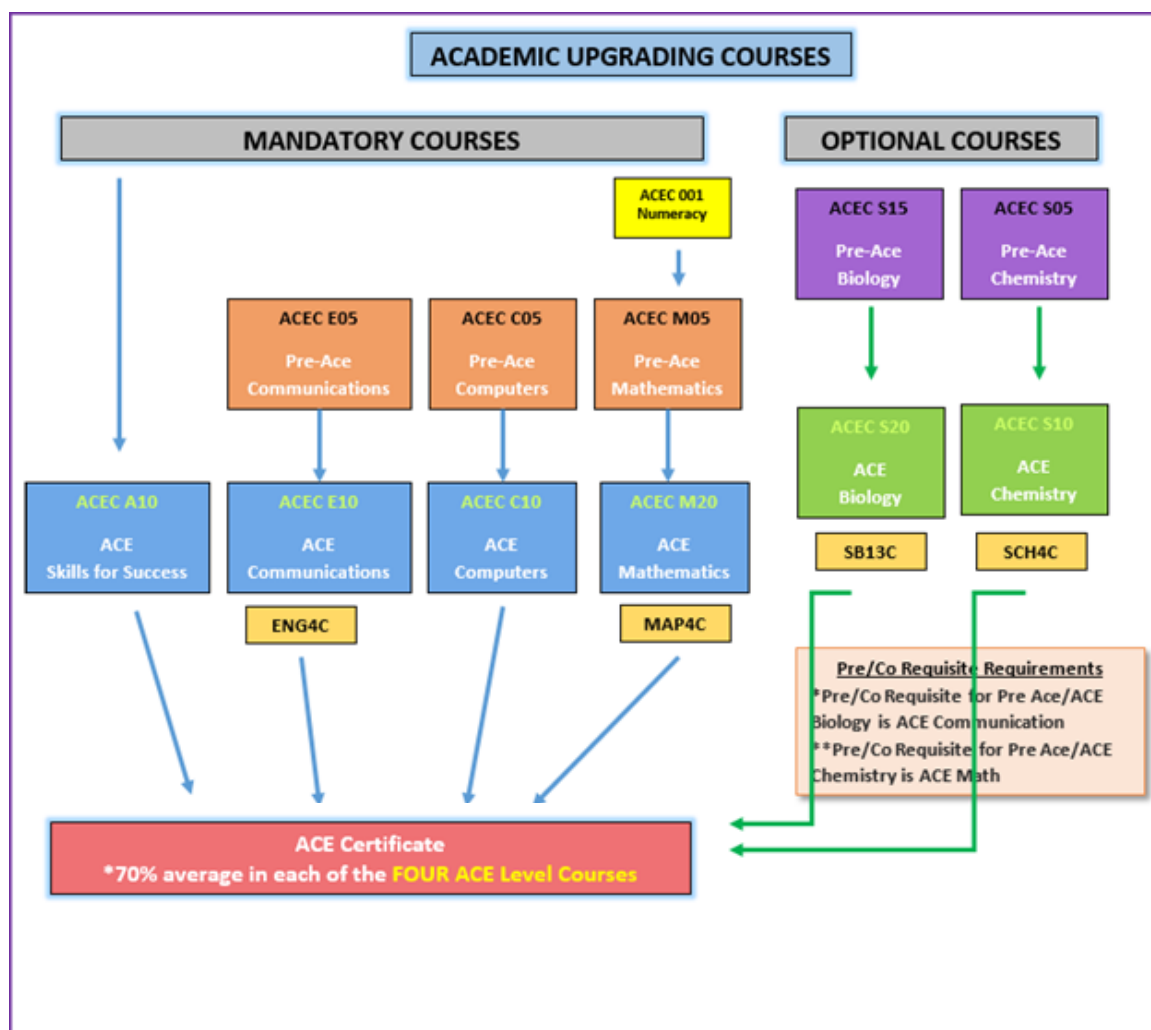 ACADEMIC UPGRADING COURSES
MANDATORY COURSES
OPTIONAL COURSES
ACEC 001
Numeracy
ACEC S15
Pre-Ace
Biology
ACEC S05
Pre-Ace
Chemistry
ACEC E05
Pre-Ace
Communications
ACEC C05
Pre-Ace
Computers
ACEC M05
Pre-Ace
Mathematics
ACEC S20
ACE
Biology
ACEC S10
ACE
Chemistry
ACEC A10
ACE
Skills for Success
ACEC E10
ACE
Communications
ACEC C10
ACE
Computers
ACEC M20
ACE
Mathematics
SB13C
SCH4C
ENG4C
MAP4C
Pre/Co Requisite Requirements
*Pre/Co Requisite for Pre Ace/ACE
Biology is ACE Communication
**Pre/Co Requisite for Pre Ace/ACE
Chemistry is ACE Math
ACE Certificate
*70% average in each of the FOUR ACE Level Courses